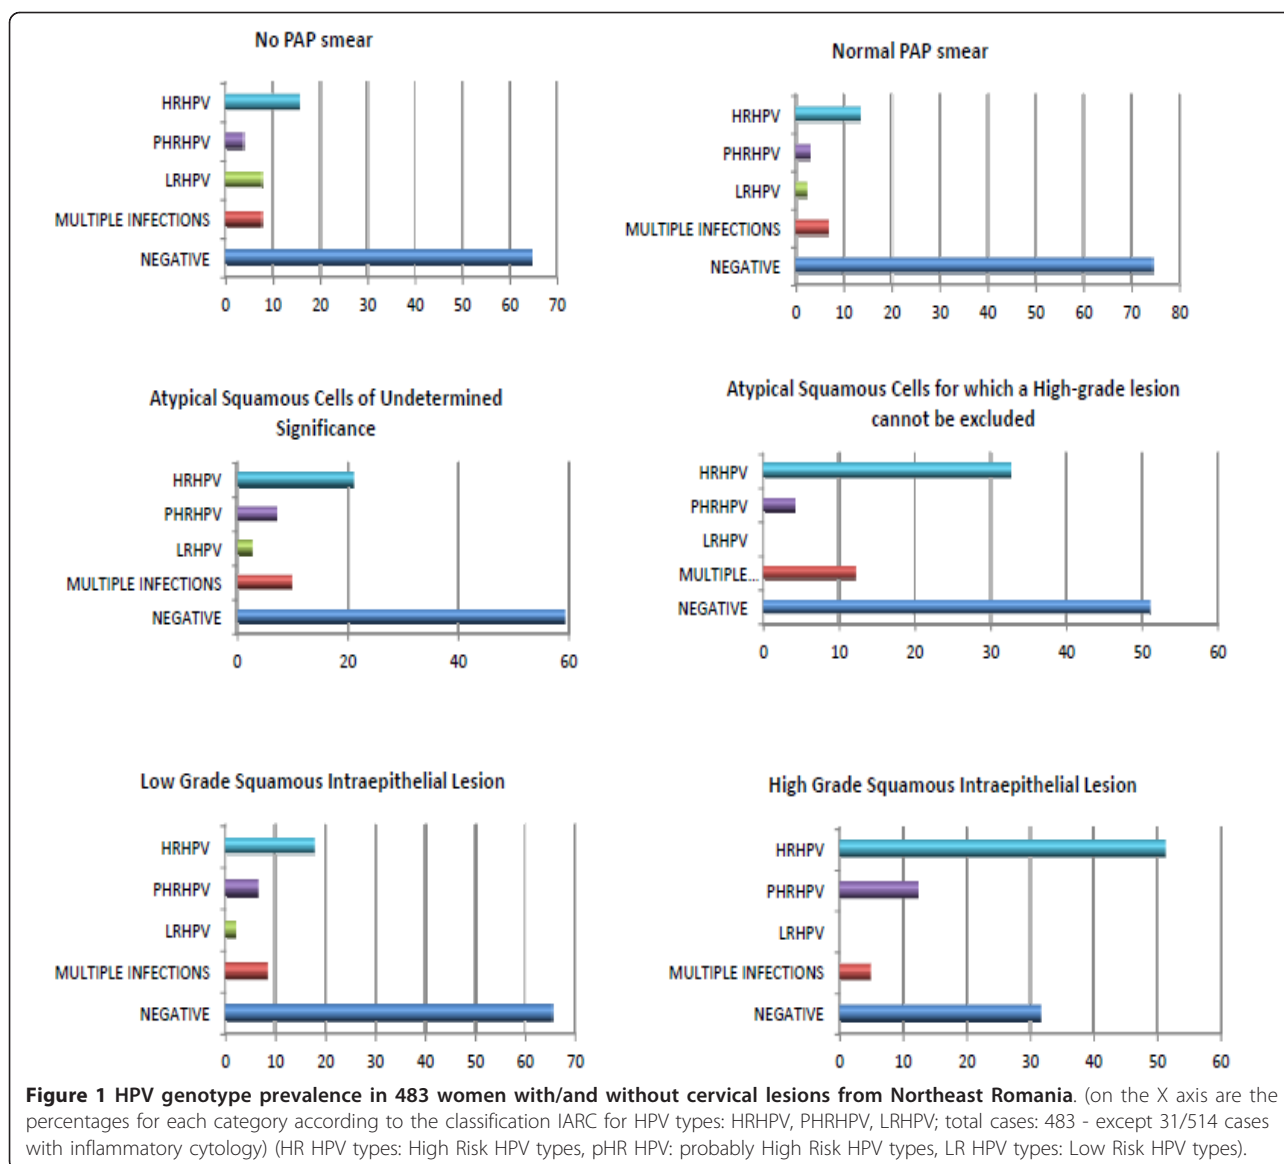 No PAP smear
HRHPV
PHRHPV
LRHPV
MULTIPLE INFECTIONS
NEGATIVE
0 10 20 30 40 50 60 70
Normal PAP smear
HRHPV
PHRHPV
LRHPV
MULTIPLE INFECTIONS
NEGATIVE
0 10 20 30 40 50 60 70 80
Atypical Squamous Cells of Undetermined
Significance
HRHPV
PHRHPV
LRHPV
MULTIPLE INFECTIONS
NEGATIVE
0 20 40 60
Atypical Squamous Cells for which a High-grade lesion
cannot be excluded
HRHPV
PHRHPV
LRHPV
MULTIPLE...
NEGATIVE
0 10 20 30 40 50 60
Low Grade Squamous Intraepithelial Lesion
HRHPV
PHRHPV
LRHPV
MULTIPLE INFECTIONS
NEGATIVE
0 10 20 30 40 50 60 70
High Grade Squamous Intraepithelial Lesion
HRHPV
PHRHPV
LRHPV
MULTIPLE INFECTIONS
NEGATIVE
0 10 20 30 40 50 60
Figure 1 HPV genotype prevalence in 483 women with/and without cervical lesions from Northeast Romania. (on the X axis are the
percentages for each category according to the classification IARC for HPV types: HRHPV, PHRHPV, LRHPV; total cases: 483 - except 31/514 cases
with inflammatory cytology) (HR HPV types: High Risk HPV types, pHR HPV: probably High Risk HPV types, LR HPV types: Low Risk HPV types).